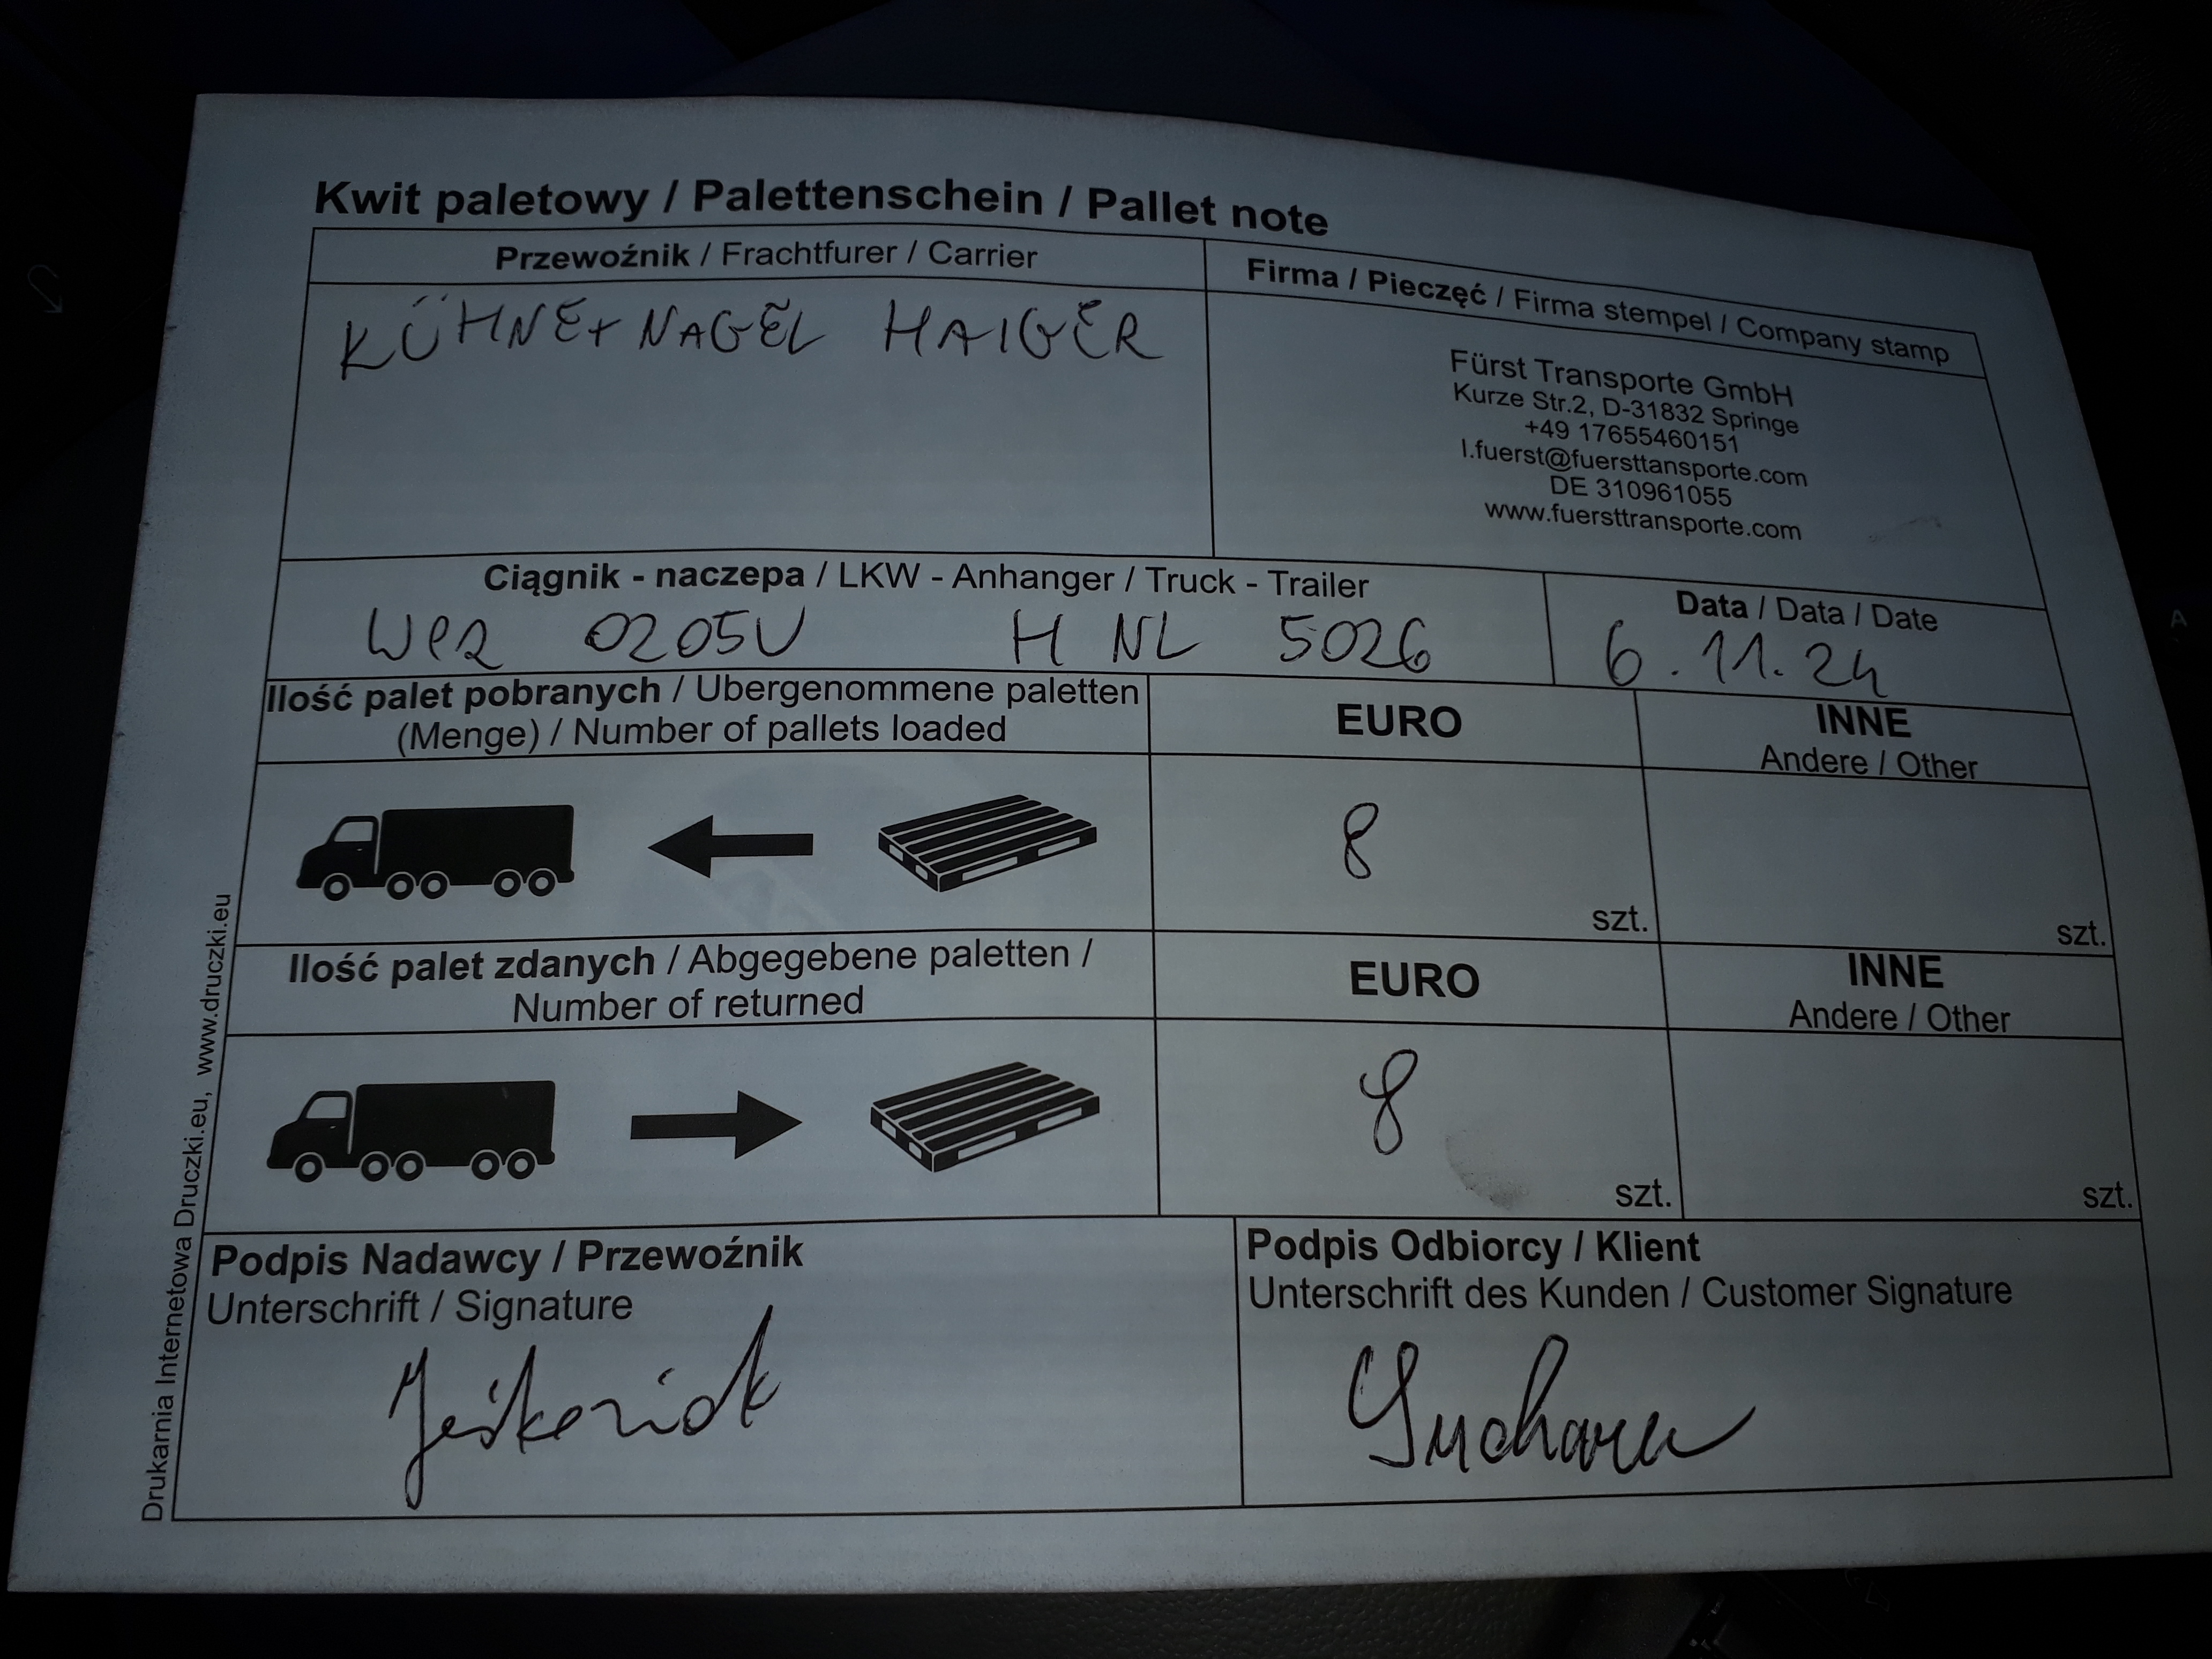 Kwit paletowy / Palettenschein / Pallet note
Przewoźnik / Frachtfurer / Carrier
KÜHNE+NAGEL HAIGER
Firma / Pieczęć / Firma stempel / Company stamp
Fürst Transporte GmbH
Kurze Str.2, D-31832 Springe
+49 17655460151
l.fuerst@fuersttansporte.com
DE 310961055
www.fuersttransporte.com
Ciągnik - naczepa / LKW - Anhanger / Truck - Trailer
0205U H NL 5026
Data / Data / Date
6.11.24
Ilość palet pobranych / Ubergenommene paletten
(Menge) / Number of pallets loaded
EURO
INNE
Andere / Other
8
szt.
szt.
Ilość palet zdanych / Abgegebene paletten /
Number of returned
EURO
INNE
Andere / Other
8
szt.
szt.
Podpis Nadawcy / Przewoźnik
Unterschrift / Signature
Podpis Odbiorcy / Klient
Unterschrift des Kunden / Customer Signature
Drukarnia Internetowa Druczki.eu, www.druczki.eu